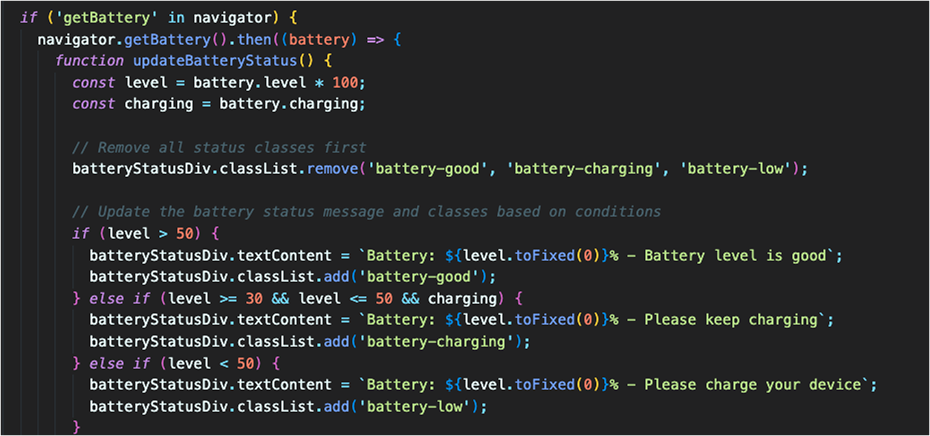 if ('getBattery' in navigator) {
navigator.getBattery().then((battery) => {
function updateBatteryStatus() {
const level = battery.level * 100;
const charging = battery.charging;
// Remove all status classes first
batteryStatusDiv.classList.remove('battery-good', 'battery-charging', 'battery-low');
// Update the battery status message and classes based on conditions
if (level > 50) {
batteryStatusDiv.textContent = `Battery: ${level.toFixed(0)}% - Battery level is good`;
batteryStatusDiv.classList.add('battery-good');
} else if (level >= 30 && level <= 50 && charging) {
batteryStatusDiv.textContent = `Battery: ${level.toFixed(0)}% - Please keep charging`;
batteryStatusDiv.classList.add('battery-charging');
} else if (level < 50) {
batteryStatusDiv.textContent = `Battery: ${level.toFixed(0)}% - Please charge your device`;
batteryStatusDiv.classList.add('battery-low');
}